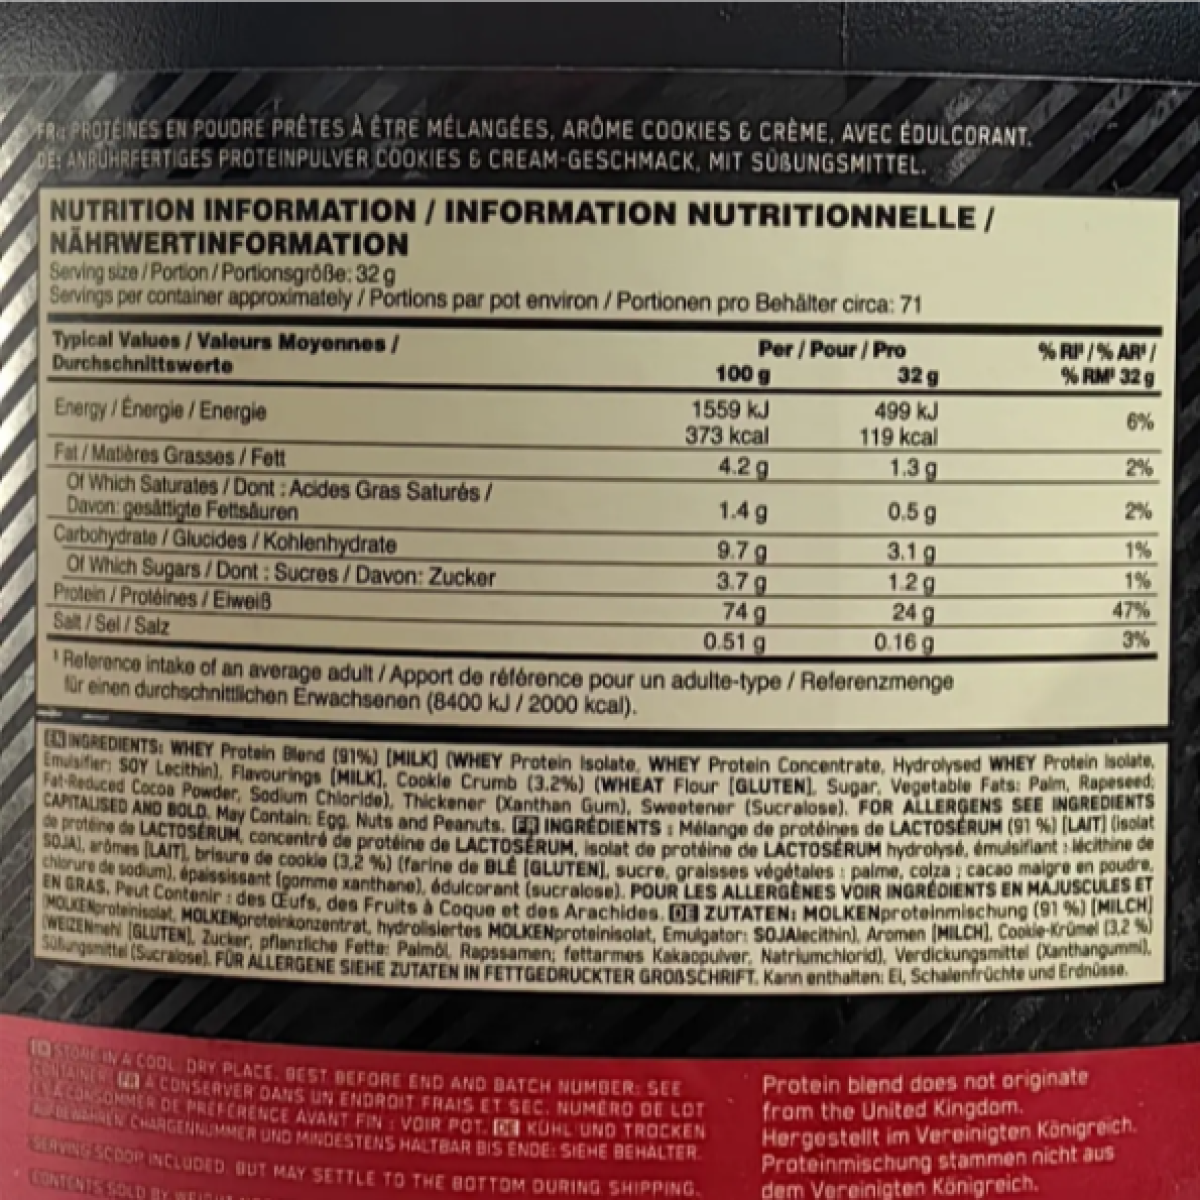 FR: PROTÉINES EN POUDRE PRÊTES À ÊTRE MÉLANGÉES, ARÔME COOKIES & CRÈME, AVEC ÉDULCORANT.
DE: ANRÜHRFERTIGES PROTEINPULVER COOKIES & CREAM-GESCHMACK, MIT SÜßUNGSMITTEL.
NUTRITION INFORMATION / INFORMATION NUTRITIONNELLE /
NÄHRWERTINFORMATION
Serving size / Portion / Portionsgröße: 32 g
Servings per container approximately / Portions par pot environ / Portionen pro Behälter circa: 71
Typical Values / Valeurs Moyennes / Per / Pour / Pro % RI¹ / % AR¹ /
Durchschnittswerte 100 g 32 g % RM¹ 32 g
Energy / Énergie / Energie 1559 kJ 499 kJ 6%
373 kcal 119 kcal
Fat / Matières Grasses / Fett 4.2 g 1.3 g 2%
Of Which Saturates / Dont : Acides Gras Saturés /
Davon: gesättigte Fettsäuren 1.4 g 0.5 g 2%
Carbohydrate / Glucides / Kohlenhydrate 9.7 g 3.1 g 1%
Of Which Sugars / Dont : Sucres / Davon: Zucker 3.7 g 1.2 g 1%
Protein / Protéines / Eiweiß 74 g 24 g 47%
Salt / Sel / Salz 0.51 g 0.16 g 3%
¹ Reference intake of an average adult / Apport de référence pour un adulte-type / Referenzmenge
für einen durchschnittlichen Erwachsenen (8400 kJ / 2000 kcal).
EN INGREDIENTS: WHEY Protein Blend (91%) [MILK] (WHEY Protein Isolate, WHEY Protein Concentrate, Hydrolysed WHEY Protein Isolate,
Emulsifier: SOY Lecithin), Flavourings [MILK], Cookie Crumb (3.2%) (WHEAT Flour [GLUTEN], Sugar, Vegetable Fats: Palm, Rapeseed;
Fat-Reduced Cocoa Powder, Sodium Chloride), Thickener (Xanthan Gum), Sweetener (Sucralose). FOR ALLERGENS SEE INGREDIENTS
CAPITALISED AND BOLD. May Contain: Egg, Nuts and Peanuts. FR INGRÉDIENTS : Mélange de protéines de LACTOSÉRUM (91 %) [LAIT] (isolat
de protéine de LACTOSÉRUM, concentré de protéine de LACTOSÉRUM, isolat de protéine de LACTOSÉRUM hydrolysé, émulsifiant : lécithine de
SOJA), arômes [LAIT], brisure de cookie (3,2 %) (farine de BLÉ [GLUTEN], sucre, graisses végétales : palme, colza ; cacao maigre en poudre,
chlorure de sodium), épaississant (gomme xanthane), édulcorant (sucralose). POUR LES ALLERGÈNES VOIR INGRÉDIENTS EN MAJUSCULES ET
EN GRAS. Peut Contenir : des Œufs, des Fruits à Coque et des Arachides. DE ZUTATEN: MOLKENproteinmischung (91 %) [MILCH]
(MOLKENproteinisolat, MOLKENproteinkonzentrat, hydrolisiertes MOLKENproteinisolat, Emulgator: SOJAlecithin), Aromen [MILCH], Cookie-Krümel (3,2 %)
(WEIZENmehl [GLUTEN], Zucker, pflanzliche Fette: Palmöl, Rapssamen; fettarmes Kakaopulver, Natriumchlorid), Verdickungsmittel (Xanthangummi),
Süßungsmittel (Sucralose). FÜR ALLERGENE SIEHE ZUTATEN IN FETTGEDRUCKTER GROßSCHRIFT. Kann enthalten: Ei, Schalenfrüchte und Erdnüsse.
EN STORE IN A COOL, DRY PLACE. BEST BEFORE END AND BATCH NUMBER: SEE
CONTAINER. FR A CONSERVER DANS UN ENDROIT FRAIS ET SEC. NUMÉRO DE LOT
ET À CONSOMMER DE PRÉFÉRENCE AVANT FIN : VOIR POT. DE KÜHL UND TROCKEN
AUFBEWAHREN. CHARGENNUMMER UND MINDESTENS HALTBAR BIS ENDE: SIEHE BEHÄLTER.
SERVING SCOOP INCLUDED, BUT MAY SETTLE TO THE BOTTOM DURING SHIPPING.
CONTENTS SOLD BY
Protein blend does not originate
from the United Kingdom.
Hergestellt im Vereinigten Königreich.
Proteinmischung stammen nicht aus
dem Vereinigten Königreich.